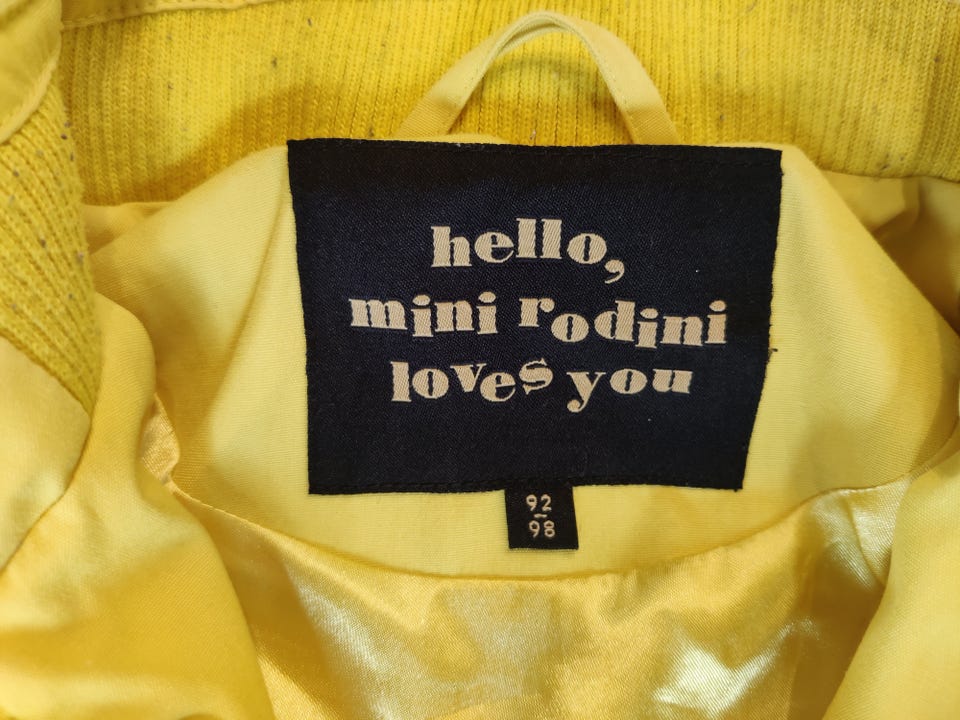 hello,
mini rodini
loves you
92
-
98